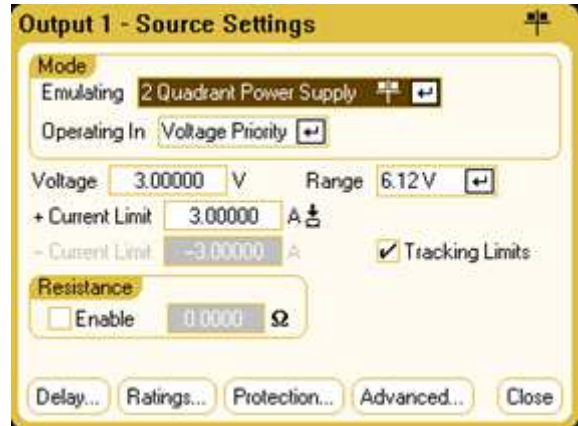 Output 1 - Source Settings
Mode
Emulating 2 Quadrant Power Supply
Operating In Voltage Priority
Voltage 3.00000 V Range 6.12 V
+ Current Limit 3.00000 A
- Current Limit -3.00000 A
Tracking Limits
Resistance
Enable 0.0000 Ω
Delay... Ratings... Protection... Advanced... Close